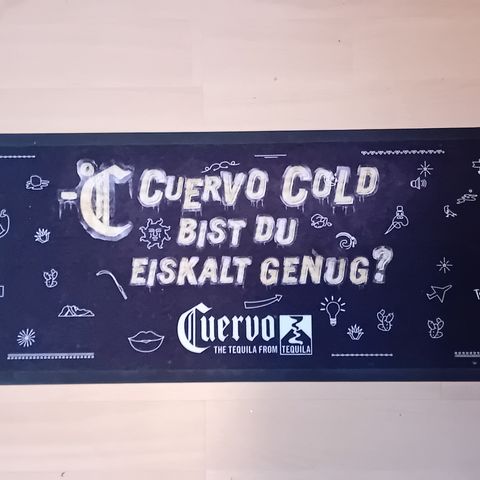 -°C CUERVO COLD
BIST DU
EISKALT GENUG?
Cuervo
THE TEQUILA FROM TEQUILA